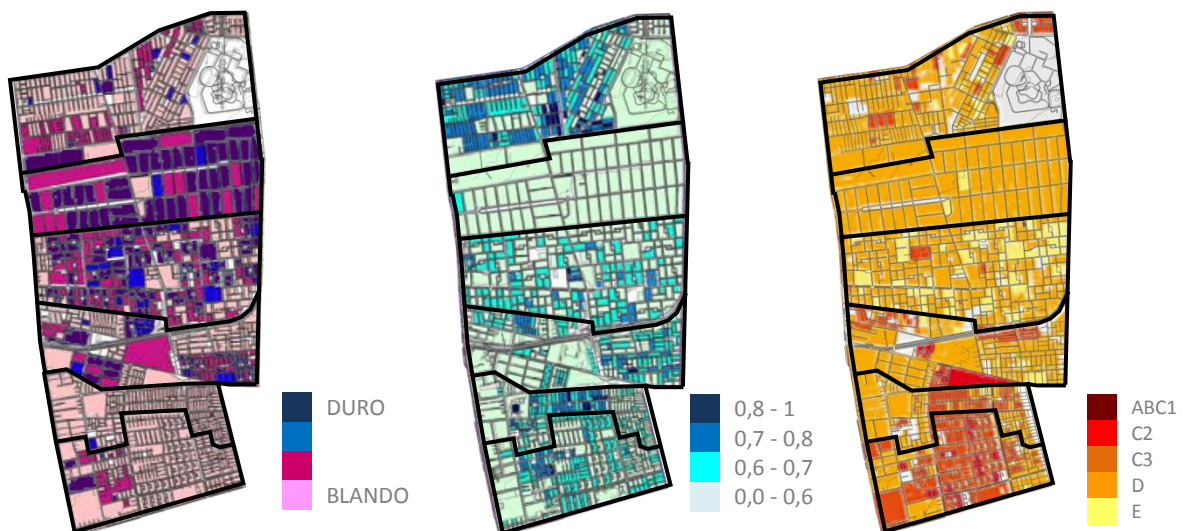 DURO
BLANDO
0,8 - 1
0,7 - 0,8
0,6 - 0,7
0,0 - 0,6
ABC1
C2
C3
D
E